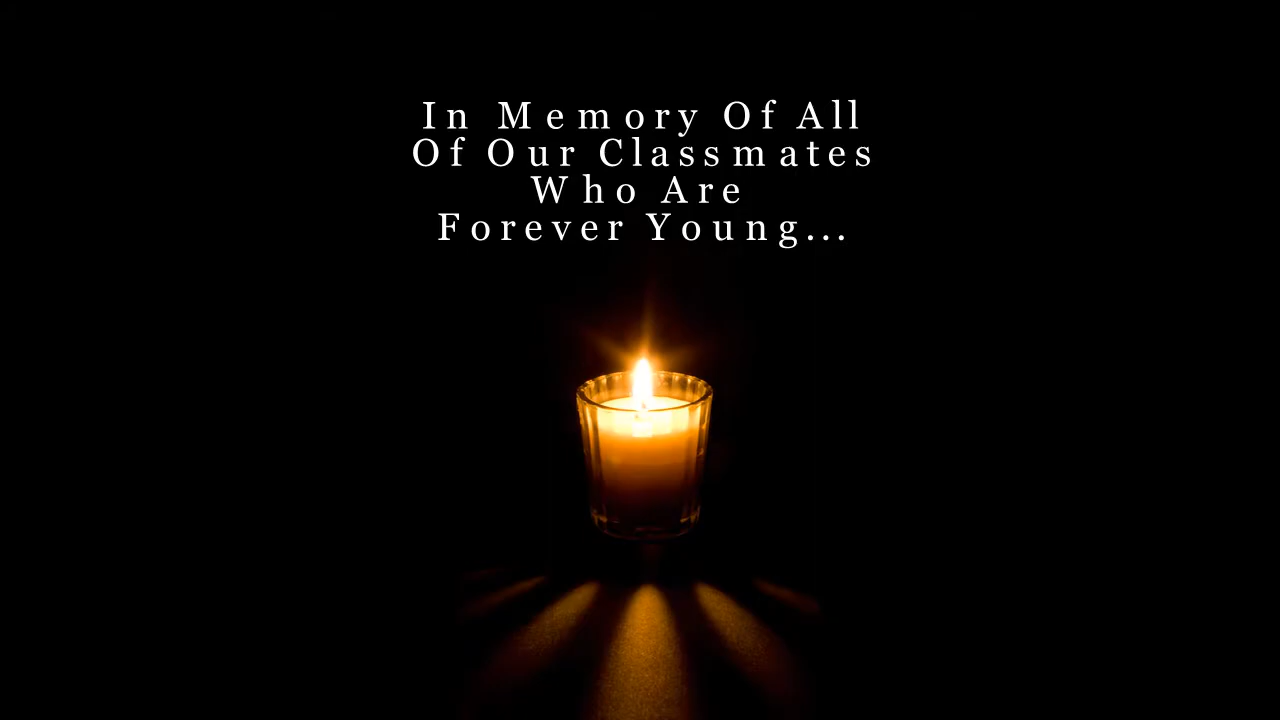 In Memory Of All
Of Our Classmates
Who Are
Forever Young...